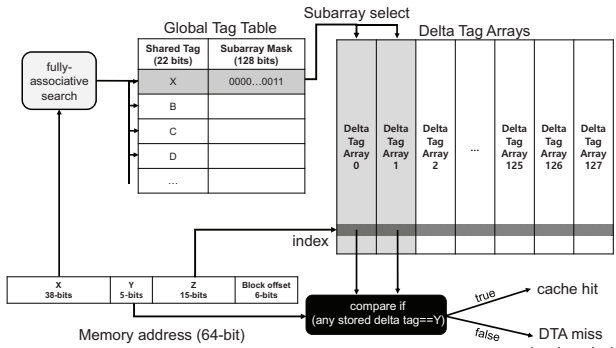 Global Tag Table
Subarray select
Delta Tag Arrays
Shared Tag
(22 bits)
Subarray Mask
(128 bits)
fully-
associative
search
X
0000...0011
B
C
D
...
Delta
Tag
Array
0
Delta
Tag
Array
1
Delta
Tag
Array
2
...
Delta
Tag
Array
125
Delta
Tag
Array
126
Delta
Tag
Array
127
index
X
38-bits
Y
5-bits
Z
15-bits
Block offset
6-bits
Memory address (64-bit)
compare if
(any stored delta tag==Y)
true
cache hit
false
DTA miss